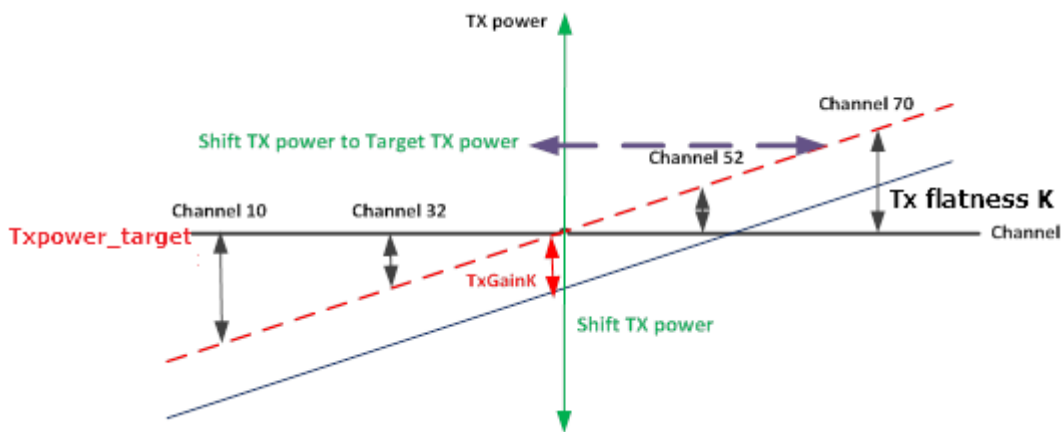 TX power
Channel 70
Shift TX power to Target TX power
Channel 52
Channel 10
Channel 32
Tx flatness K
Txpower_target
Channel
TxGainK
Shift TX power